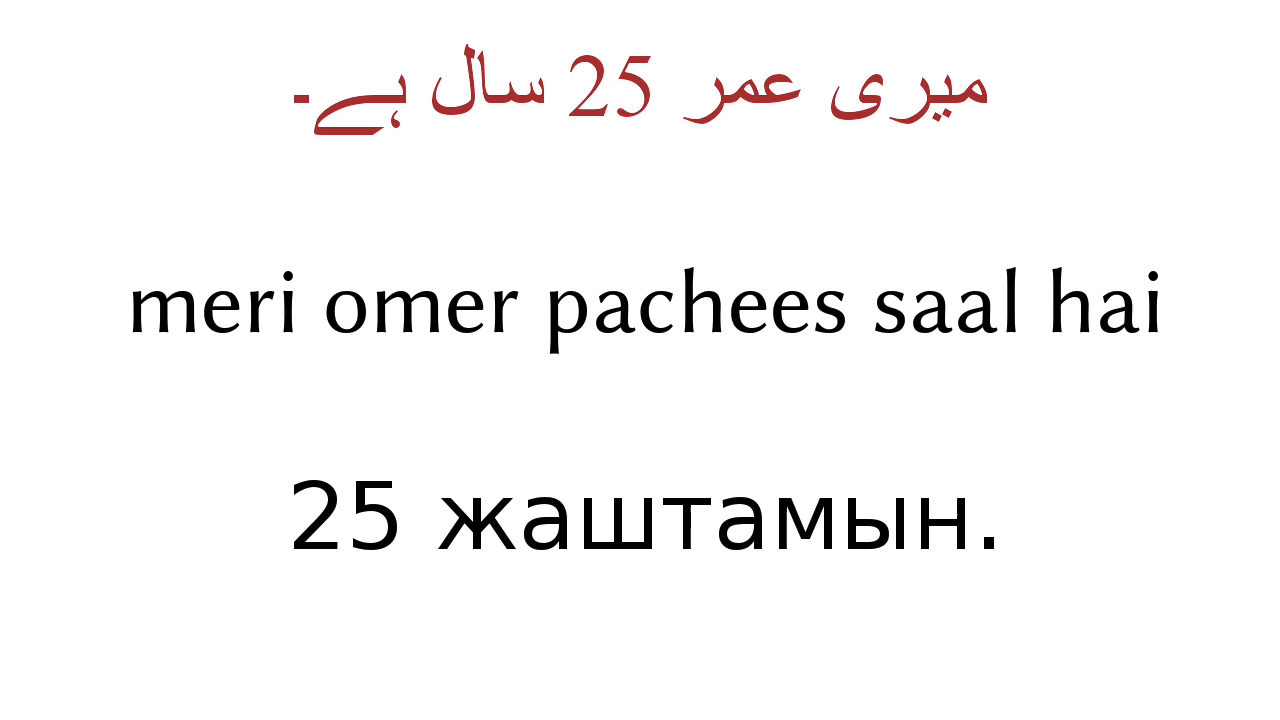 میری عمر 25 سال ہے۔
meri omer pachees saal hai
25 жаштамын.